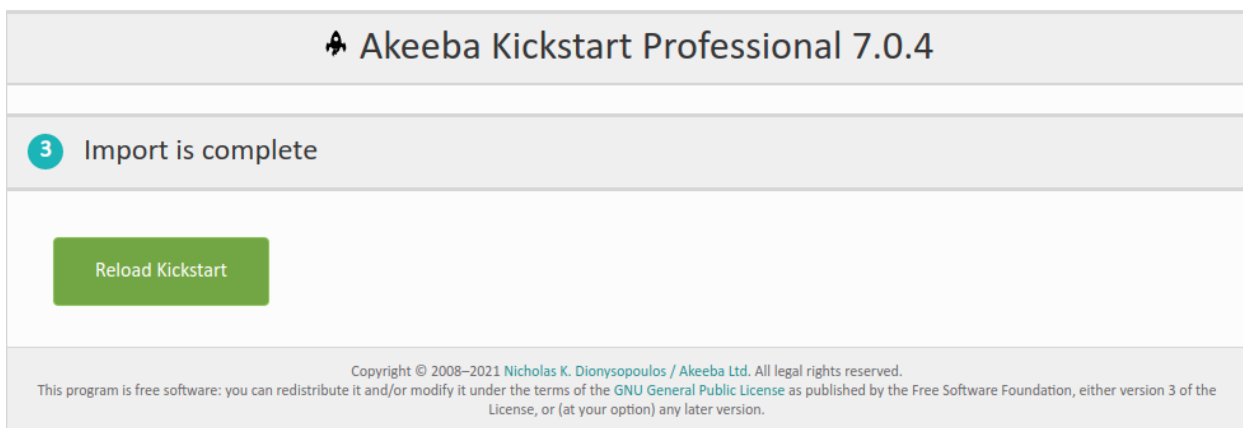 Akeeba Kickstart Professional 7.0.4
3 Import is complete
Reload Kickstart
Copyright © 2008–2021 Nicholas K. Dionysopoulos / Akeeba Ltd. All legal rights reserved.
This program is free software: you can redistribute it and/or modify it under the terms of the GNU General Public License as published by the Free Software Foundation, either version 3 of the
License, or (at your option) any later version.